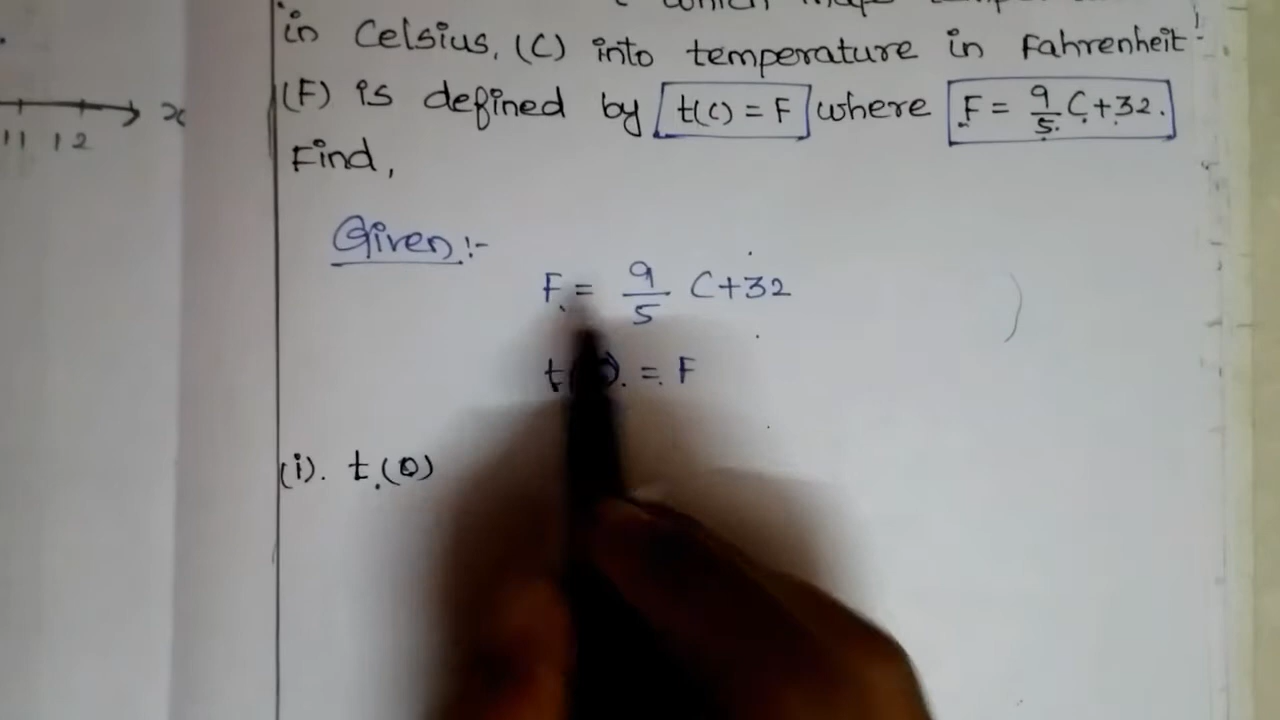 which
in Celsius, (C) into temperature in Fahrenheit
(F) is defined by t(C) = F where F = 9/5 C+32.
Find,
Given:-
F = 9/5 C+32
t( ) = F
(i). t(0)
x
11 12